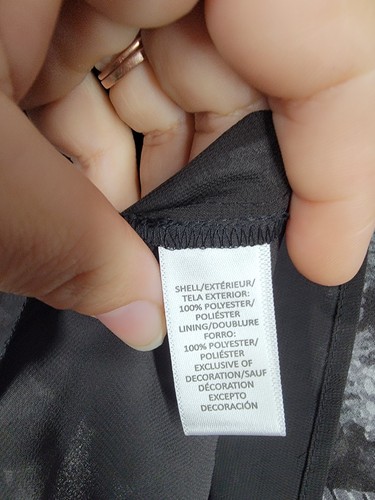 SHELL/EXTÉRIEUR/
TELA EXTERIOR:
100% POLYESTER/
POLIÉSTER
LINING/DOUBLURE
FORRO:
100% POLYESTER/
POLIÉSTER
EXCLUSIVE OF
DECORATION/SAUF
DÉCORATION
EXCEPTO
DECORACIÓN